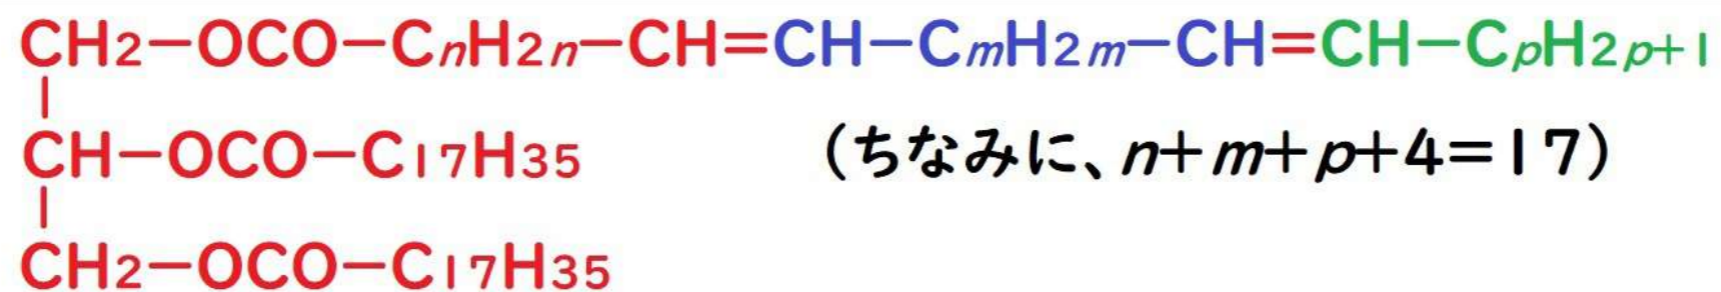 CH2-OCO-CnH2n-CH=CH-CmH2m-CH=CH-CpH2p+1
CH-OCO-C17H35 (ちなみに、n+m+p+4=17)
CH2-OCO-C17H35